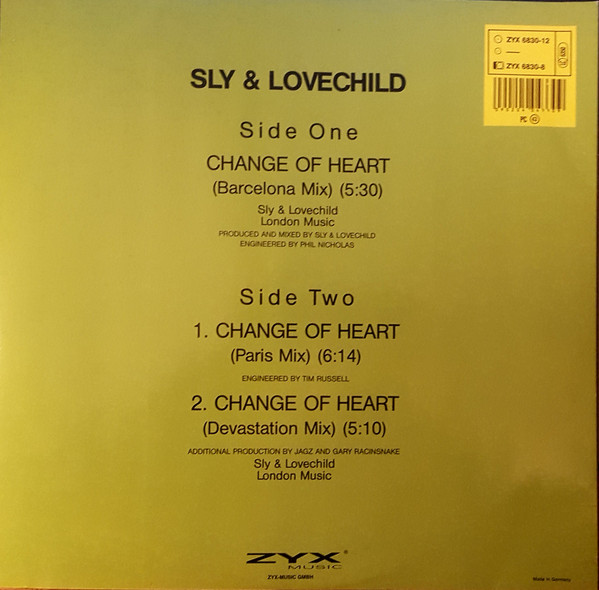 SLY & LOVECHILD
ZYX 6830-12
ZYX 6830-8
Side One
CHANGE OF HEART
(Barcelona Mix) (5:30)
Sly & Lovechild
London Music
PRODUCED AND MIXED BY SLY & LOVECHILD
ENGINEERED BY PHIL NICHOLAS
Side Two
1. CHANGE OF HEART
(Paris Mix) (6:14)
ENGINEERED BY TIM RUSSELL
2. CHANGE OF HEART
(Devastation Mix) (5:10)
ADDITIONAL PRODUCTION BY JAGZ AND GARY RACINSNAKE
Sly & Lovechild
London Music
ZYX®
MUSIC
ZYX-MUSIC GMBH
Made in Germany